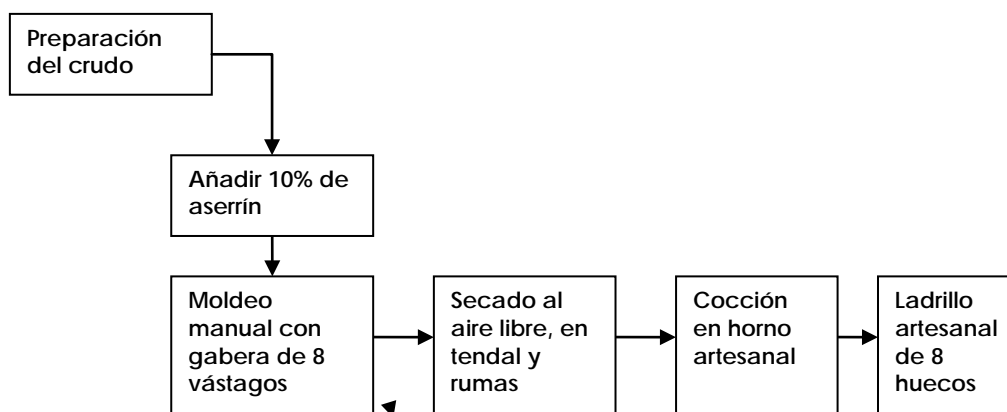 Preparación
del crudo
Añadir 10% de
aserrín
Moldeo
manual con
gabera de 8
vástagos
Secado al
aire libre, en
tendal y
rumas
Cocción
en horno
artesanal
Ladrillo
artesanal
de 8
huecos